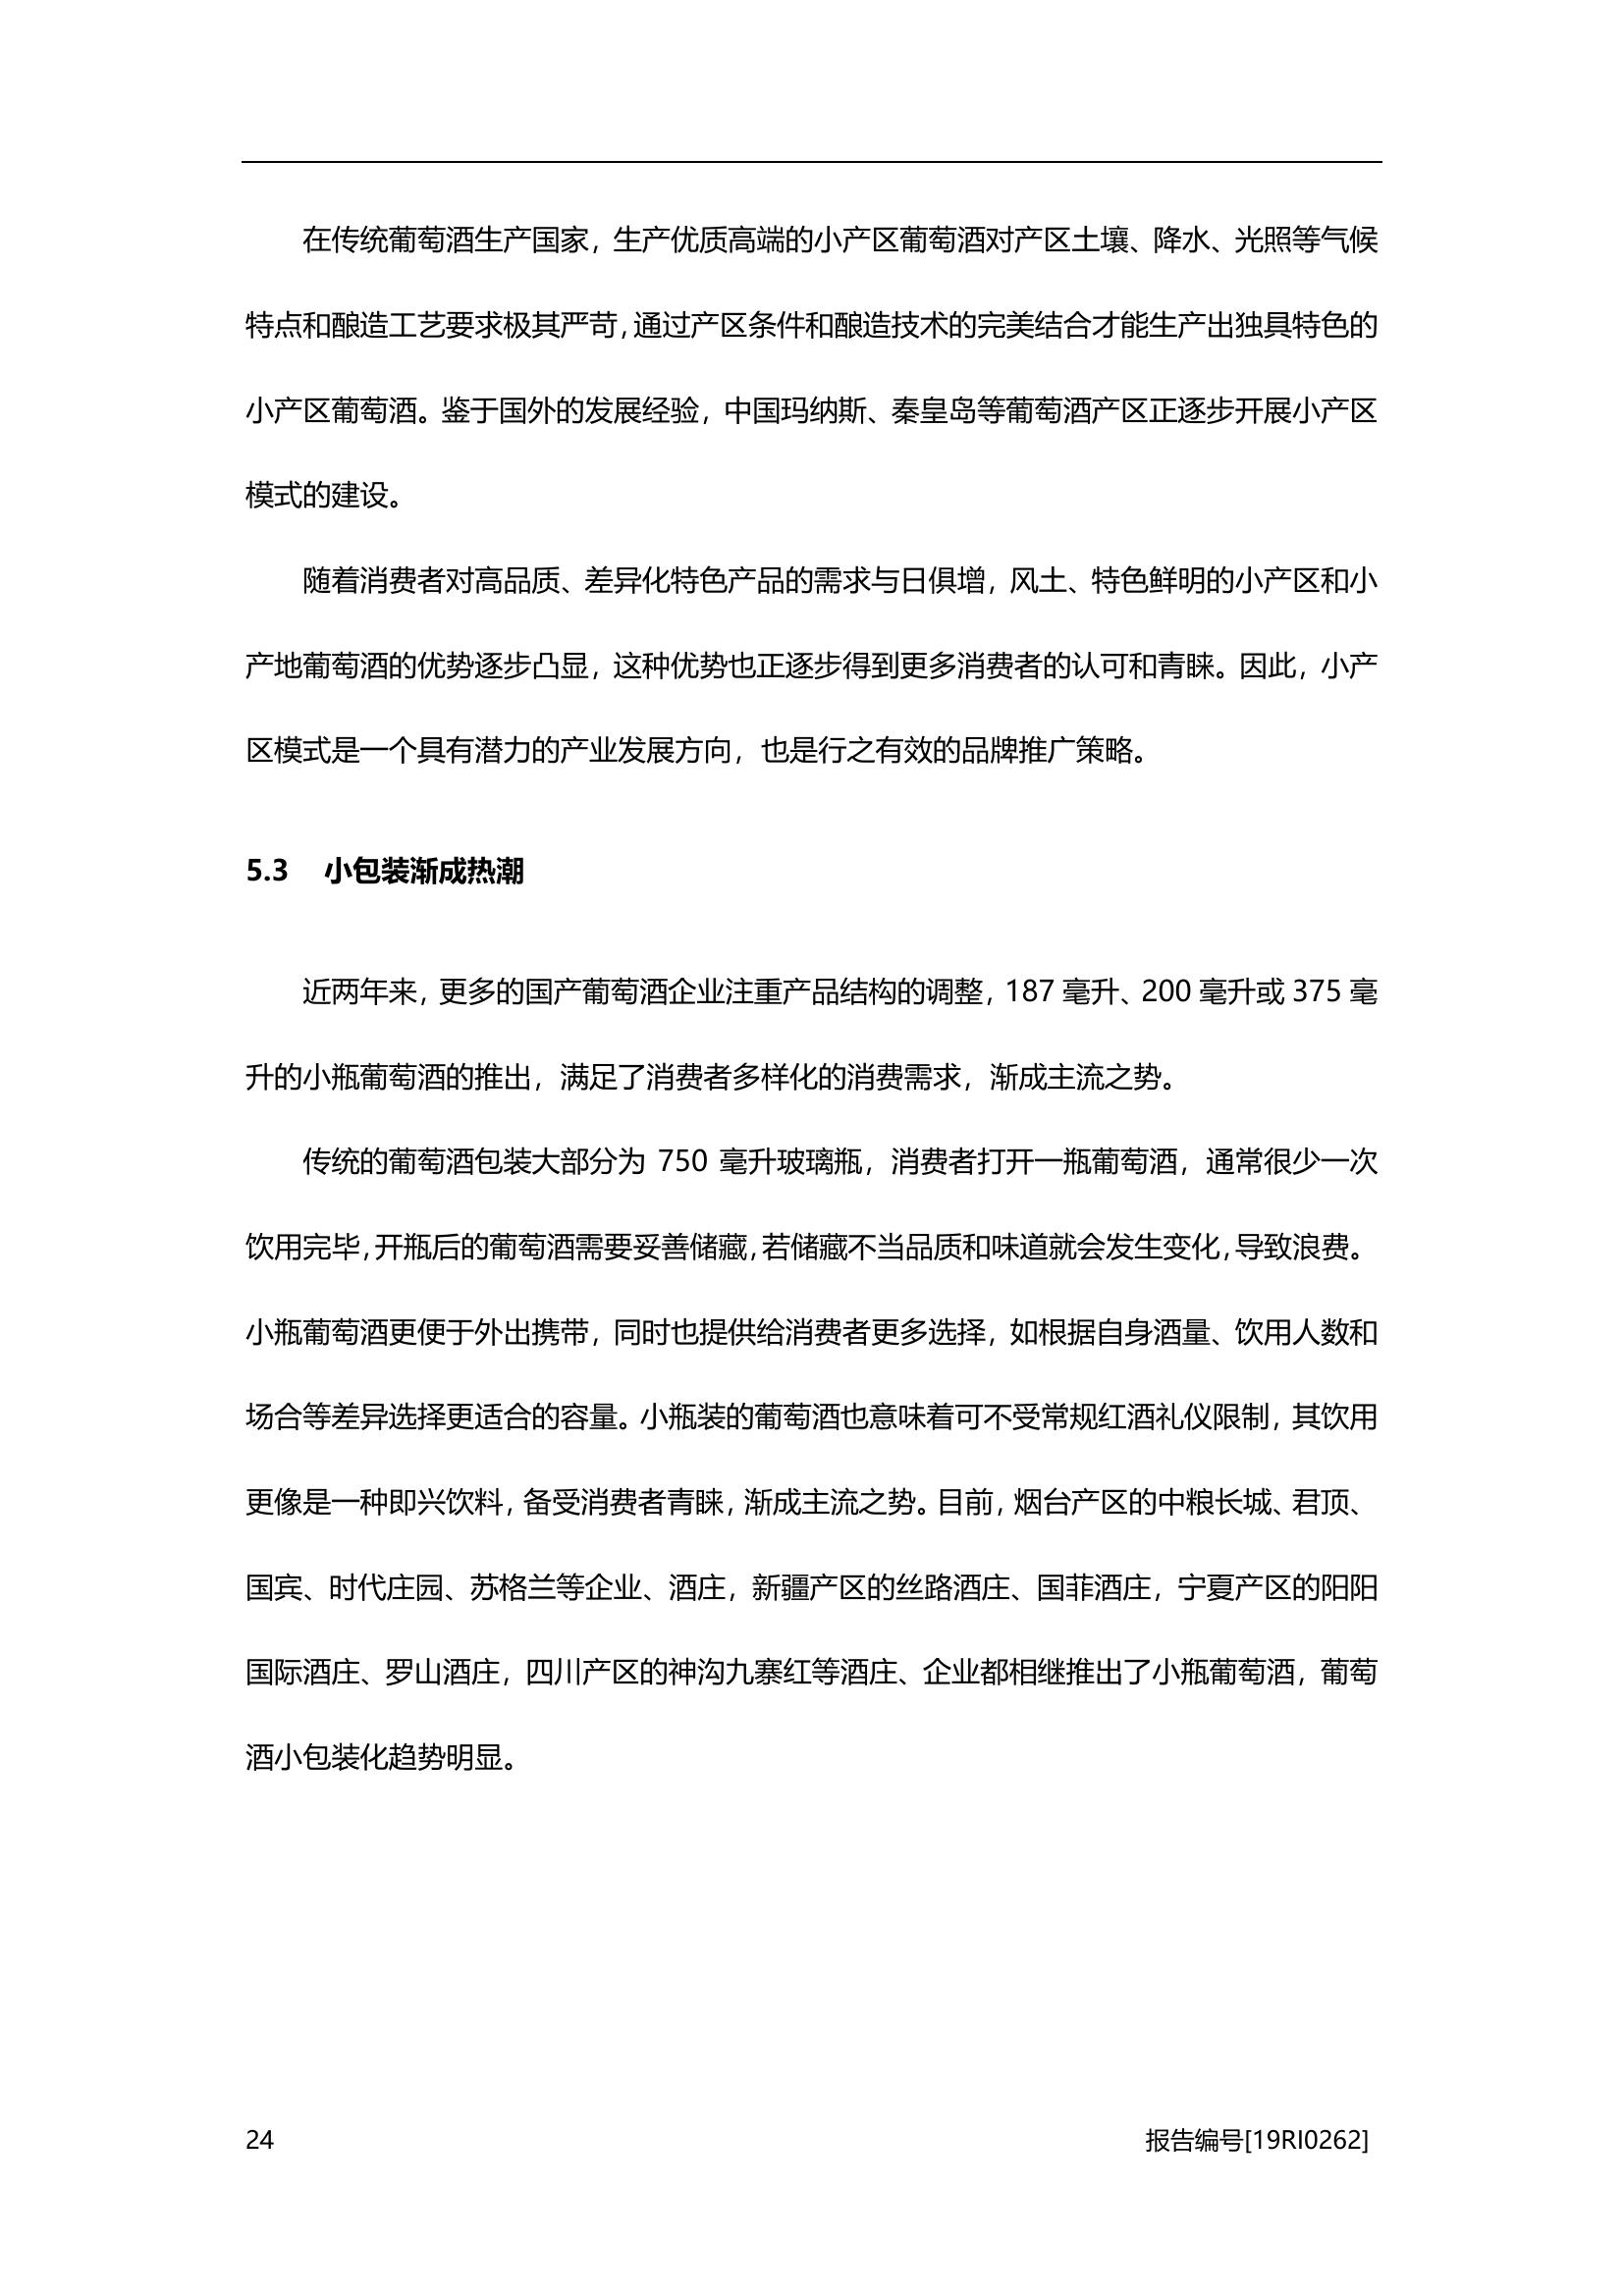 在传统葡萄酒生产国家，生产优质高端的小产区葡萄酒对产区土壤、降水、光照等气候
特点和酿造工艺要求极其严苛，通过产区条件和酿造技术的完美结合才能生产出独具特色的
小产区葡萄酒。鉴于国外的发展经验，中国玛纳斯、秦皇岛等葡萄酒产区正逐步开展小产区
模式的建设。
随着消费者对高品质、差异化特色产品的需求与日俱增，风土、特色鲜明的小产区和小
产地葡萄酒的优势逐步凸显，这种优势也正逐步得到更多消费者的认可和青睐。因此，小产
区模式是一个具有潜力的产业发展方向，也是行之有效的品牌推广策略。
5.3 小包装渐成热潮
近两年来，更多的国产葡萄酒企业注重产品结构的调整，187 毫升、200 毫升或 375 毫
升的小瓶葡萄酒的推出，满足了消费者多样化的消费需求，渐成主流之势。
传统的葡萄酒包装大部分为 750 毫升玻璃瓶，消费者打开一瓶葡萄酒，通常很少一次
饮用完毕，开瓶后的葡萄酒需要妥善储藏，若储藏不当品质和味道就会发生变化，导致浪费。
小瓶葡萄酒更便于外出携带，同时也提供给消费者更多选择，如根据自身酒量、饮用人数和
场合等差异选择更适合的容量。小瓶装的葡萄酒也意味着可不受常规红酒礼仪限制，其饮用
更像是一种即兴饮料，备受消费者青睐，渐成主流之势。目前，烟台产区的中粮长城、君顶、
国宾、时代庄园、苏格兰等企业、酒庄，新疆产区的丝路酒庄、国菲酒庄，宁夏产区的阳阳
国际酒庄、罗山酒庄，四川产区的神沟九寨红等酒庄、企业都相继推出了小瓶葡萄酒，葡萄
酒小包装化趋势明显。
24 报告编号[19RI0262]